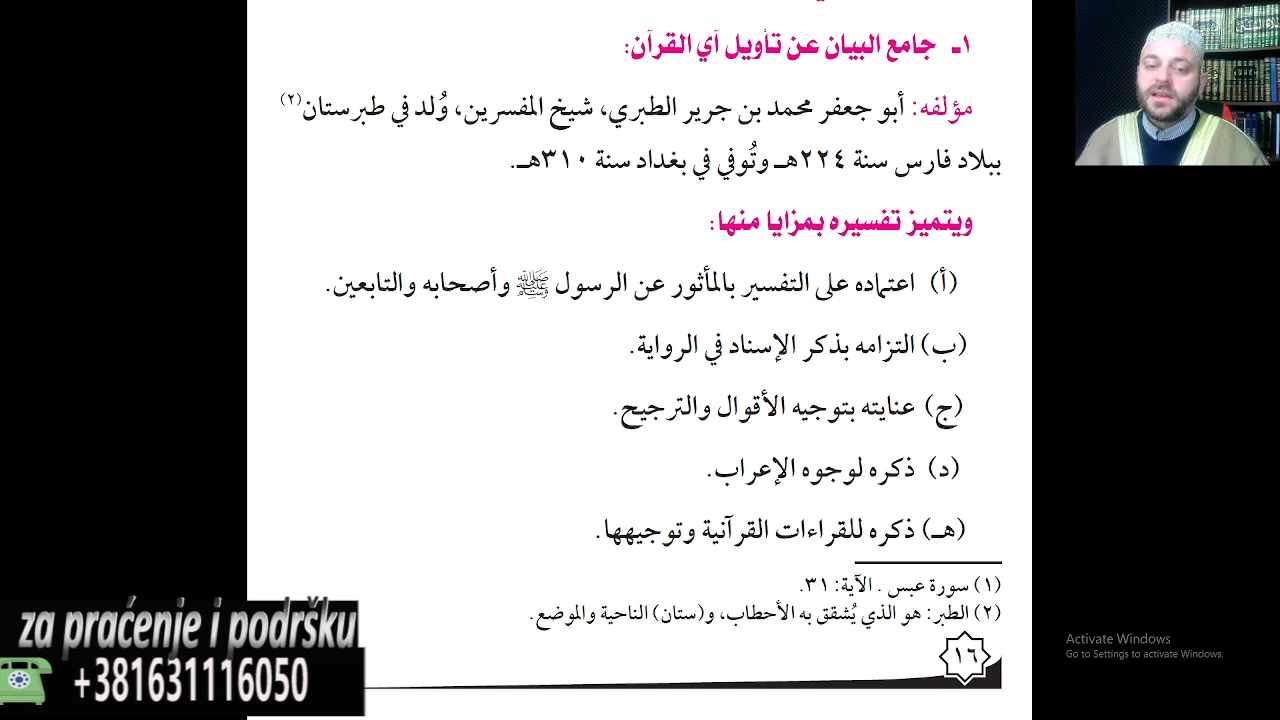 ١ـ جامع البيان عن تأويل آي القرآن:
مؤلفه: أبو جعفر محمد بن جرير الطبري، شيخ المفسرين، وُلد في طبرستان(٢)
ببلاد فارس سنة ٢٢٤هـ وتُوفي في بغداد سنة ٣١٠هـ.
ويتميز تفسيره بمزايا منها:
(أ) اعتماده على التفسير بالمأثور عن الرسول ﷺ وأصحابه والتابعين.
(ب) التزامه بذكر الإسناد في الرواية.
(ج) عنايته بتوجيه الأقوال والترجيح.
(د) ذكره لوجوه الإعراب.
(هـ) ذكره للقراءات القرآنية وتوجيهها.
(١) سورة عبس . الآية: ٣١.
(٢) الطبر: هو الذي يُشقق به الأحطاب، و(ستان) الناحية والموضع.
١٦
za praćenje i podršku
+381631116050
Activate Windows
Go to Settings to activate Windows.